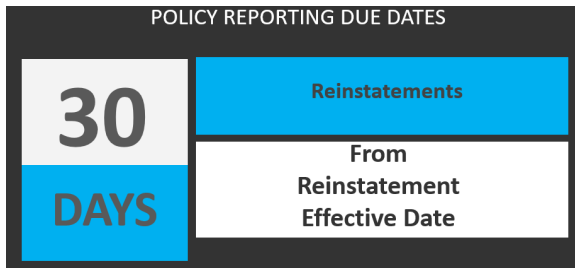 POLICY REPORTING DUE DATES
30
DAYS
Reinstatements
From
Reinstatement
Effective Date